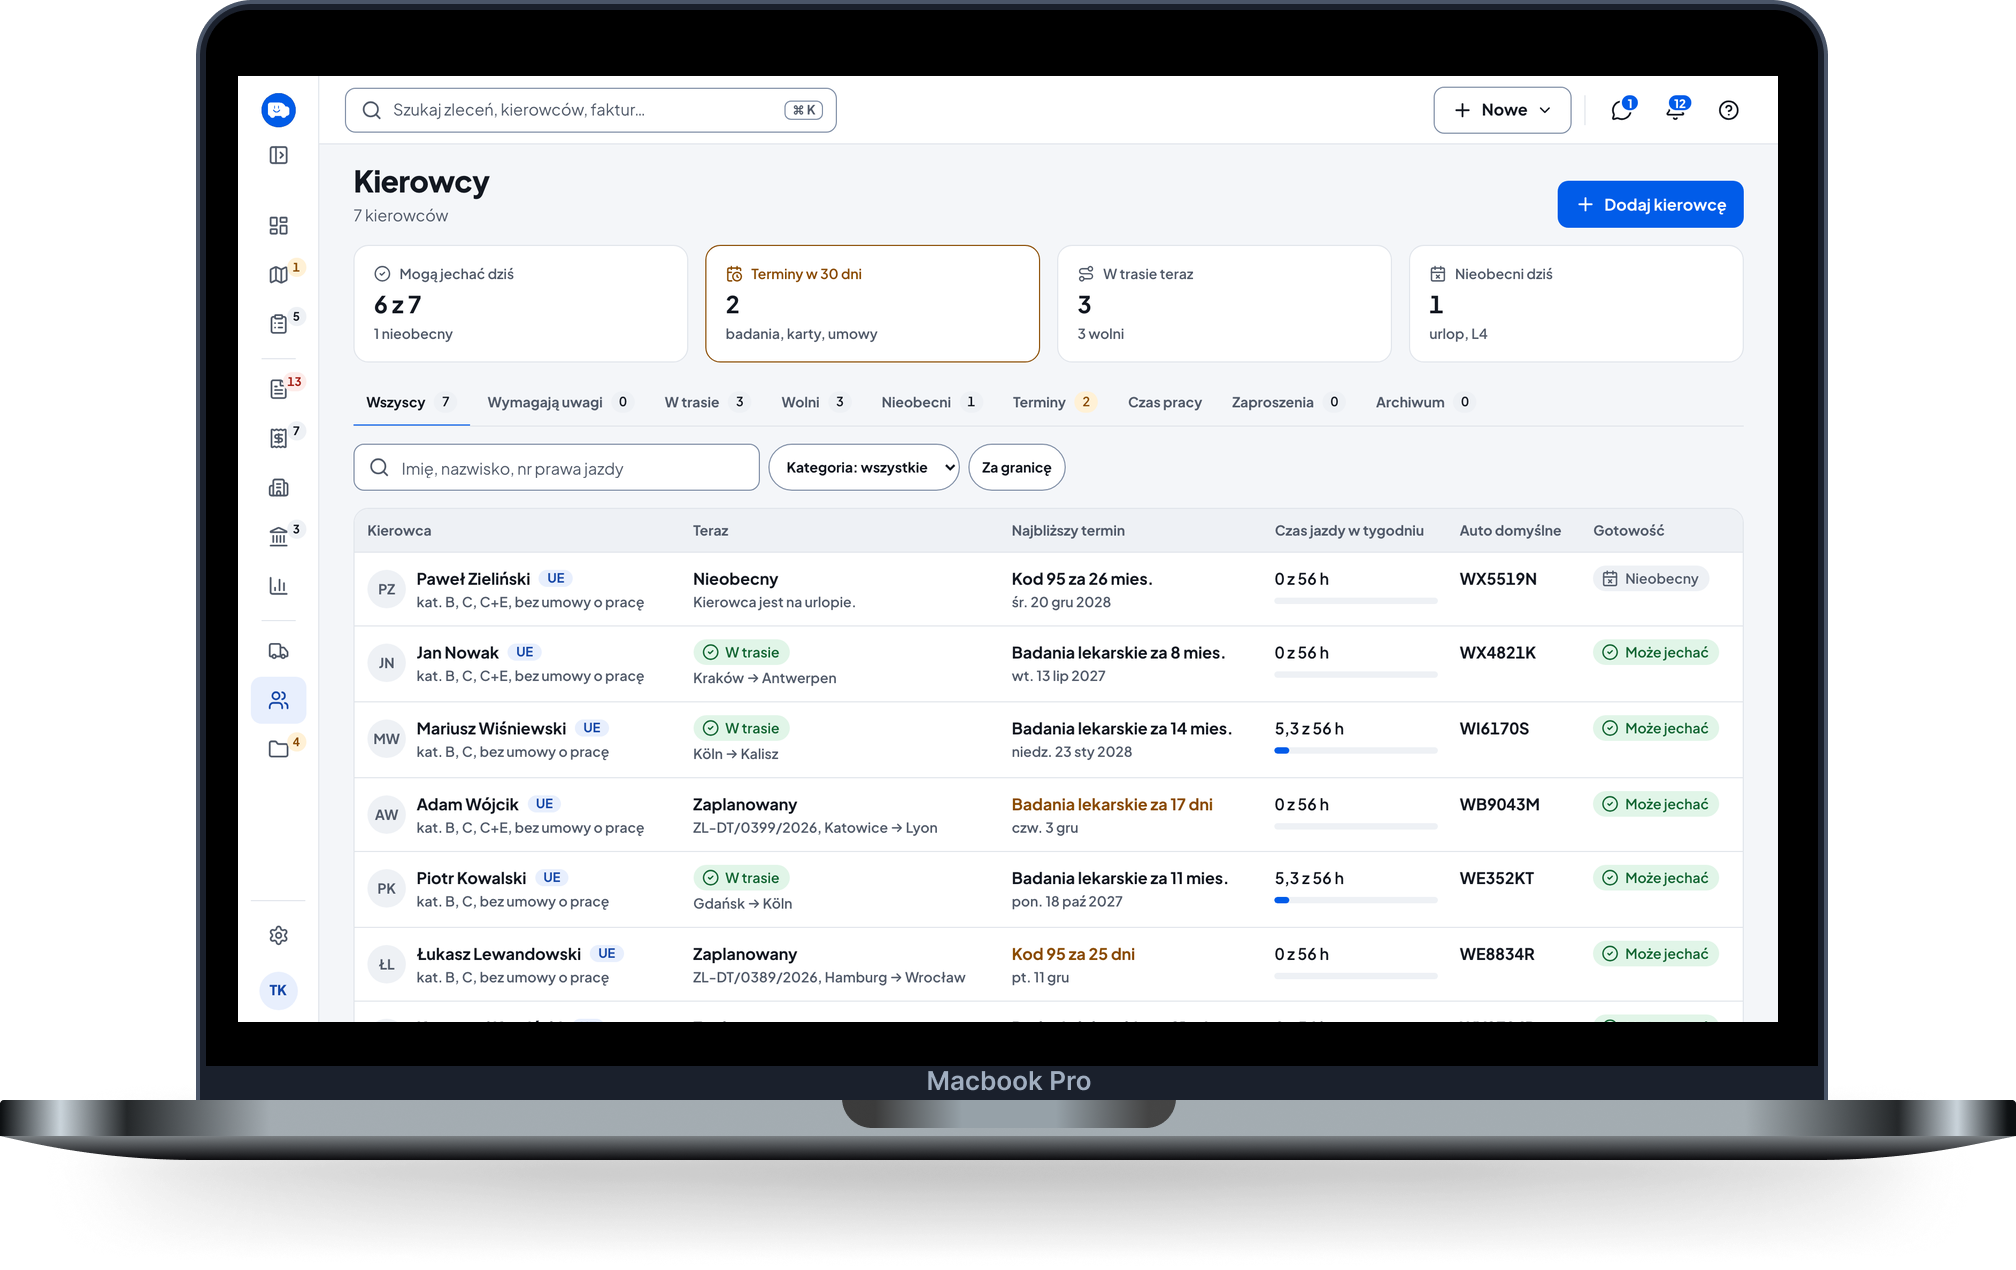 Szukaj zleceń, kierowców, faktur...
⌘ K
Nowe
1
12
Kierowcy
7 kierowców
Dodaj kierowcę
1
5
13
7
3
4
TK
Mogą jechać dziś
6 z 7
1 nieobecny
Terminy w 30 dni
2
badania, karty, umowy
W trasie teraz
3
3 wolni
Nieobecni dziś
1
urlop, L4
Wszyscy 7 Wymagają uwagi 0 W trasie 3 Wolni 3 Nieobecni 1 Terminy 2 Czas pracy Zaproszenia 0 Archiwum 0
Imię, nazwisko, nr prawa jazdy
Kategoria: wszystkie
Za granicę
Kierowca Teraz Najbliższy termin Czas jazdy w tygodniu Auto domyślne Gotowość
PZ Paweł Zieliński UE Nieobecny Kod 95 za 26 mies. 0 z 56 h WX5519N Nieobecny
kat. B, C, C+E, bez umowy o pracę Kierowca jest na urlopie. śr. 20 gru 2028
JN Jan Nowak UE W trasie Badania lekarskie za 8 mies. 0 z 56 h WX4821K Może jechać
kat. B, C, C+E, bez umowy o pracę Kraków → Antwerpen wt. 13 lip 2027
MW Mariusz Wiśniewski UE W trasie Badania lekarskie za 14 mies. 5,3 z 56 h WI6170S Może jechać
kat. B, C, bez umowy o pracę Köln → Kalisz niedz. 23 sty 2028
AW Adam Wójcik UE Zaplanowany Badania lekarskie za 17 dni 0 z 56 h WB9043M Może jechać
kat. B, C, C+E, bez umowy o pracę ZL-DT/0399/2026, Katowice → Lyon czw. 3 gru
PK Piotr Kowalski UE W trasie Badania lekarskie za 11 mies. 5,3 z 56 h WE352KT Może jechać
kat. B, C, bez umowy o pracę Gdańsk → Köln pon. 18 paź 2027
ŁL Łukasz Lewandowski UE Zaplanowany Kod 95 za 25 dni 0 z 56 h WE8834R Może jechać
kat. B, C, bez umowy o pracę ZL-DT/0389/2026, Hamburg → Wrocław pt. 11 gru
Macbook Pro